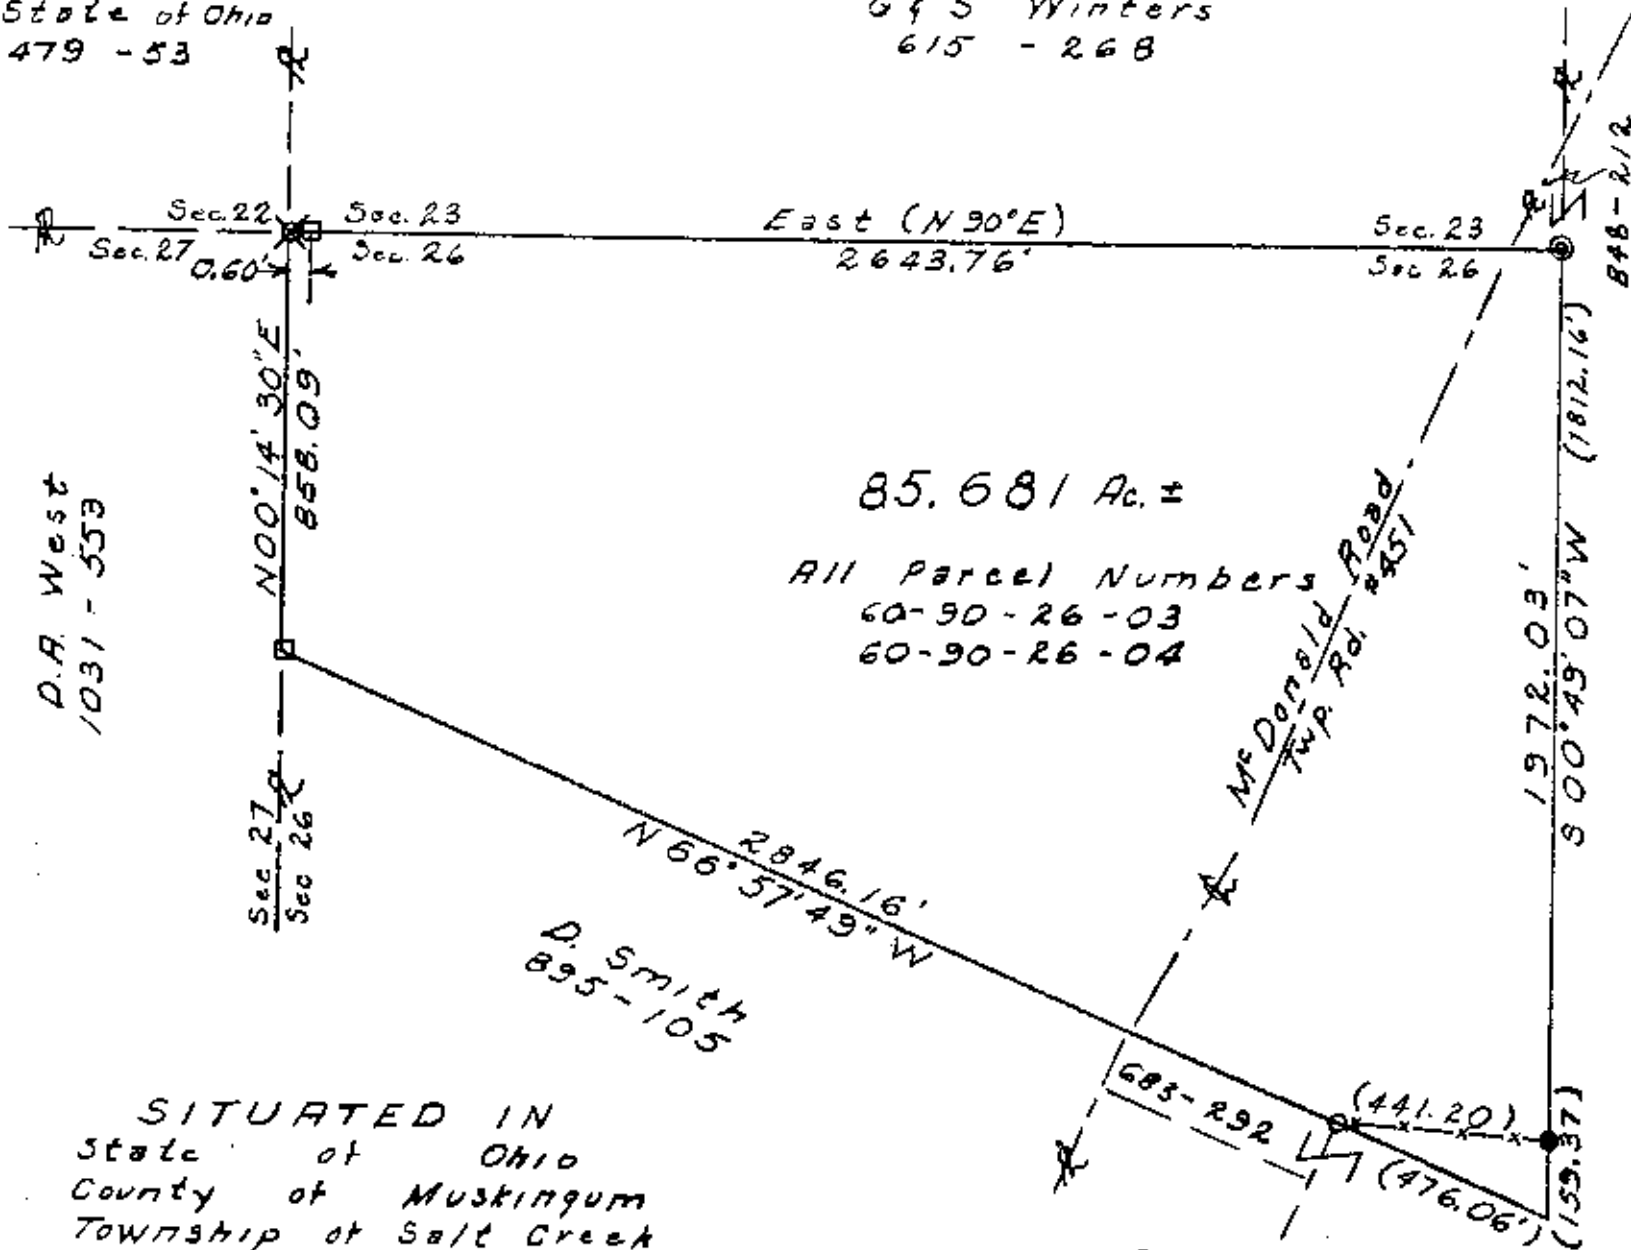 State of Ohio
479 - 53
G & S Winters
615 - 268
848-212
Sec. 22
Sec. 23
East (N 90°E)
Sec. 23
Sec. 27
0.60'
Sec. 26
2643.76'
Sec 26
N00°14'30"E
858.09'
(1812.16')
1972.03'
S 00°49'07"W
D.A. West
1031 - 553
85.681 Ac. ±
All Parcel Numbers
60-90-26-03
60-90-26-04
McDonald Road
Twp. Rd. #451
Sec 27
Sec 26
2846.16'
N 66°57'49" W
D. Smith
895-105
683-292
(441.20)
(476.06')
(159.37)
SITUATED IN
State of Ohio
County of Muskingum
Township of Salt Creek